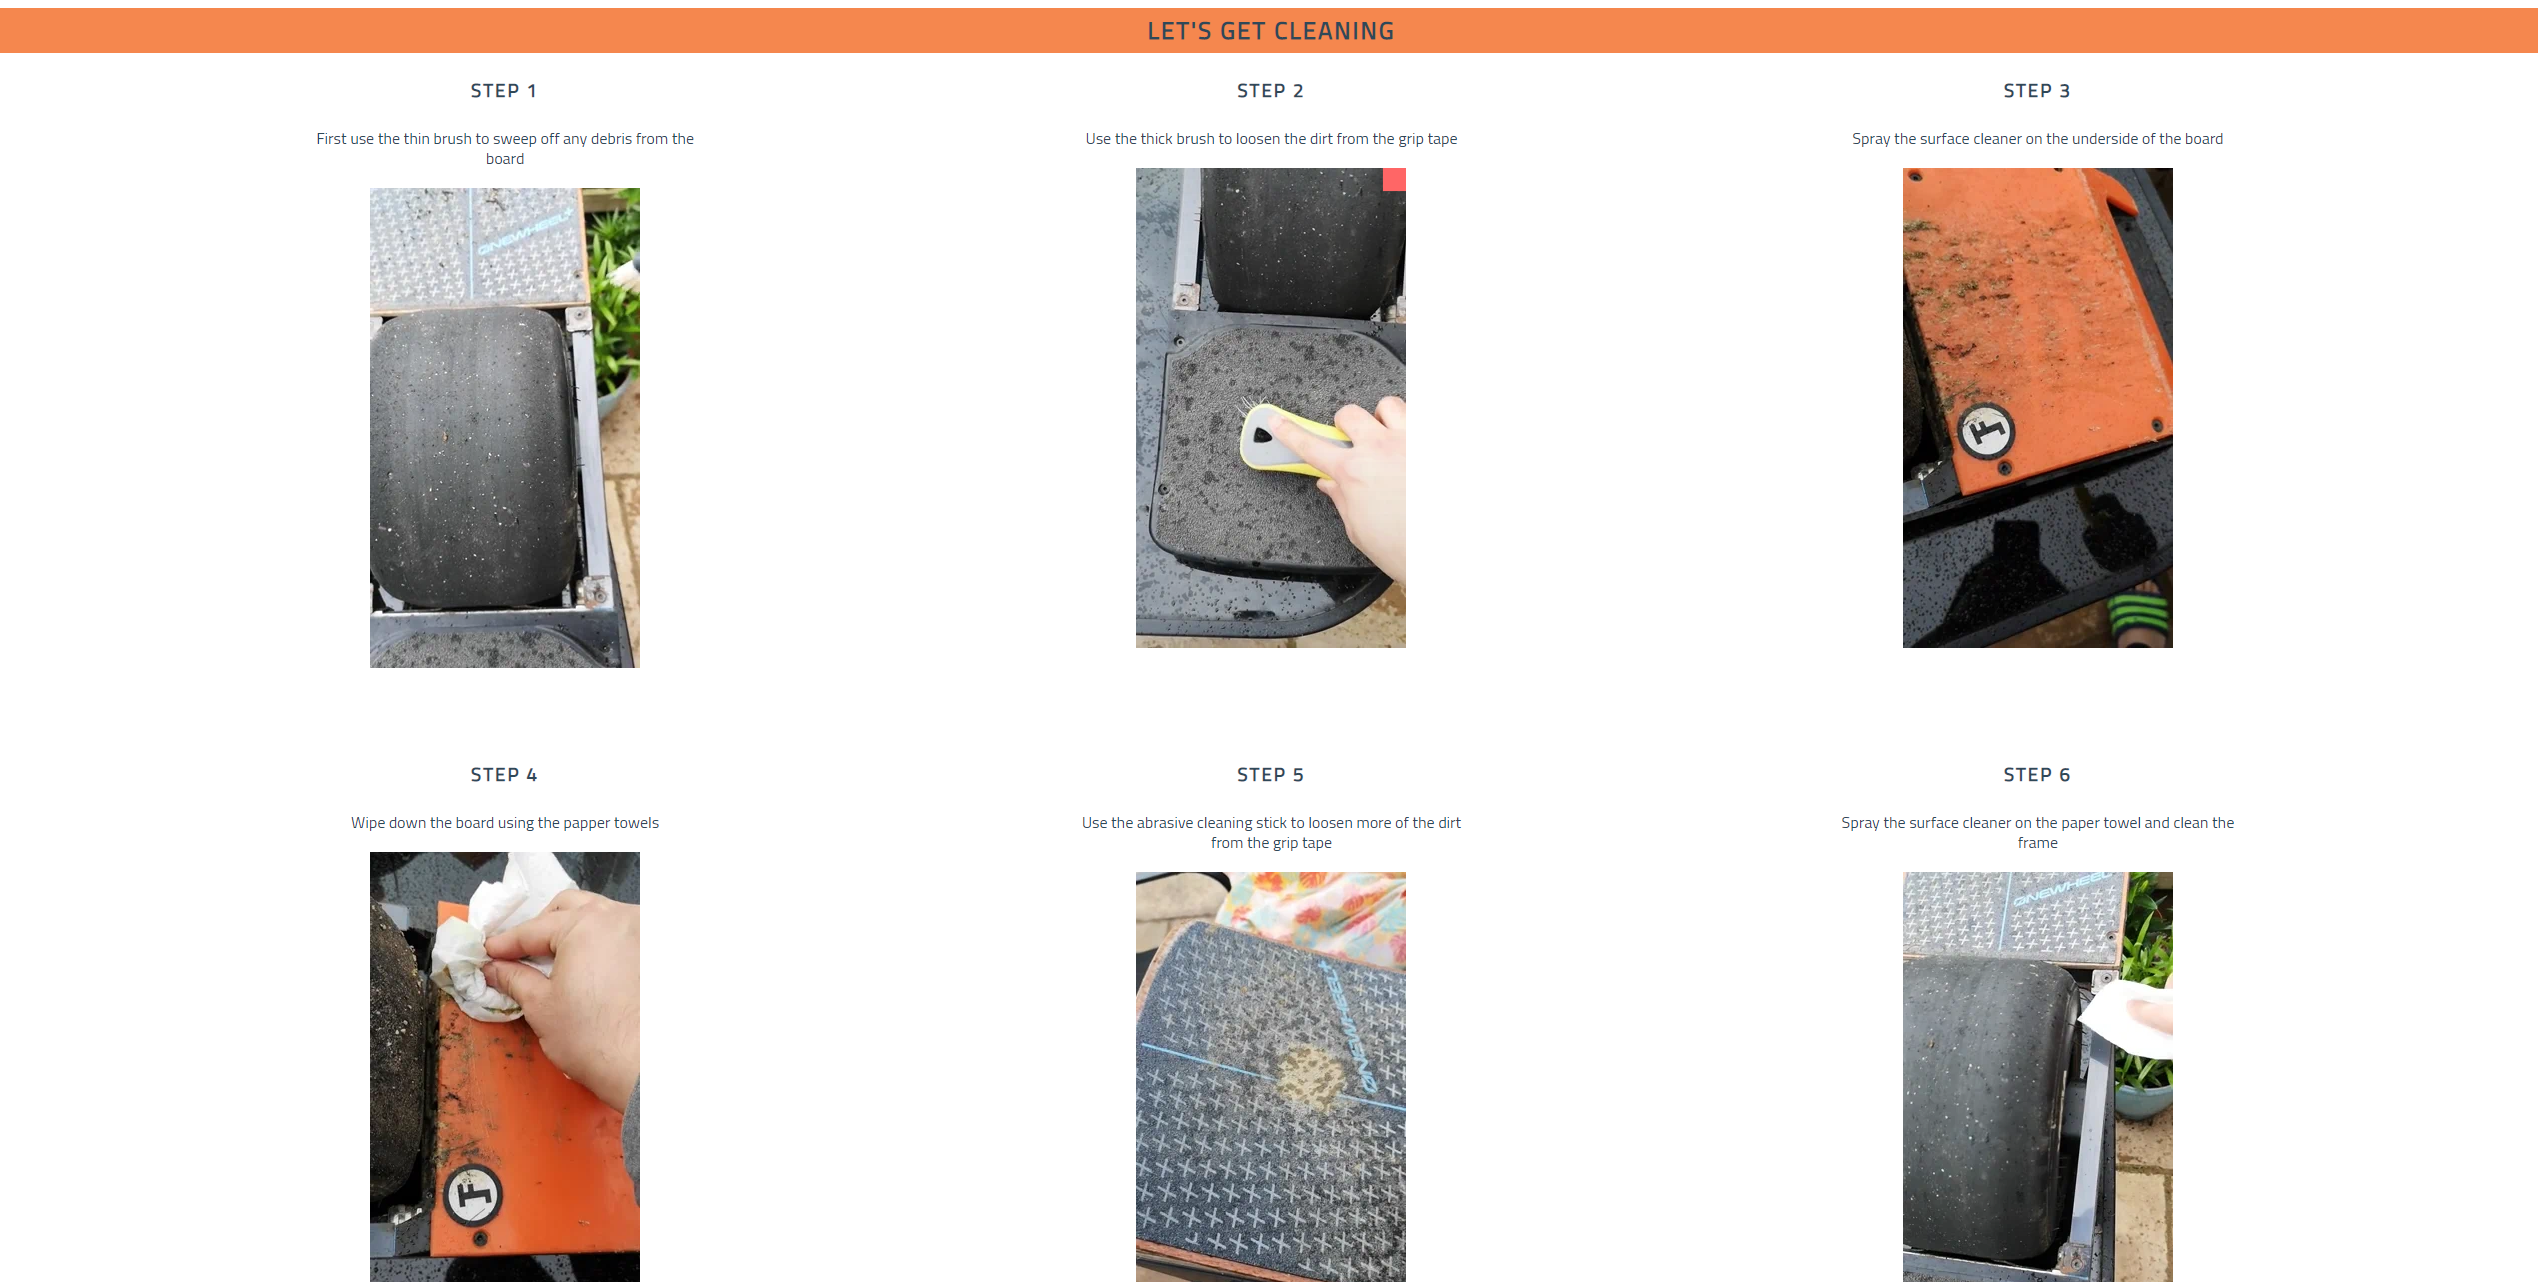 LET'S GET CLEANING
STEP 1
First use the thin brush to sweep off any debris from the
board
ONEWHEEL+
STEP 2
Use the thick brush to loosen the dirt from the grip tape
STEP 3
Spray the surface cleaner on the underside of the board
STEP 4
Wipe down the board using the papper towels
STEP 5
Use the abrasive cleaning stick to loosen more of the dirt
from the grip tape
ONEWHEEL+
STEP 6
Spray the surface cleaner on the paper towel and clean the
frame
ONEWHEEL